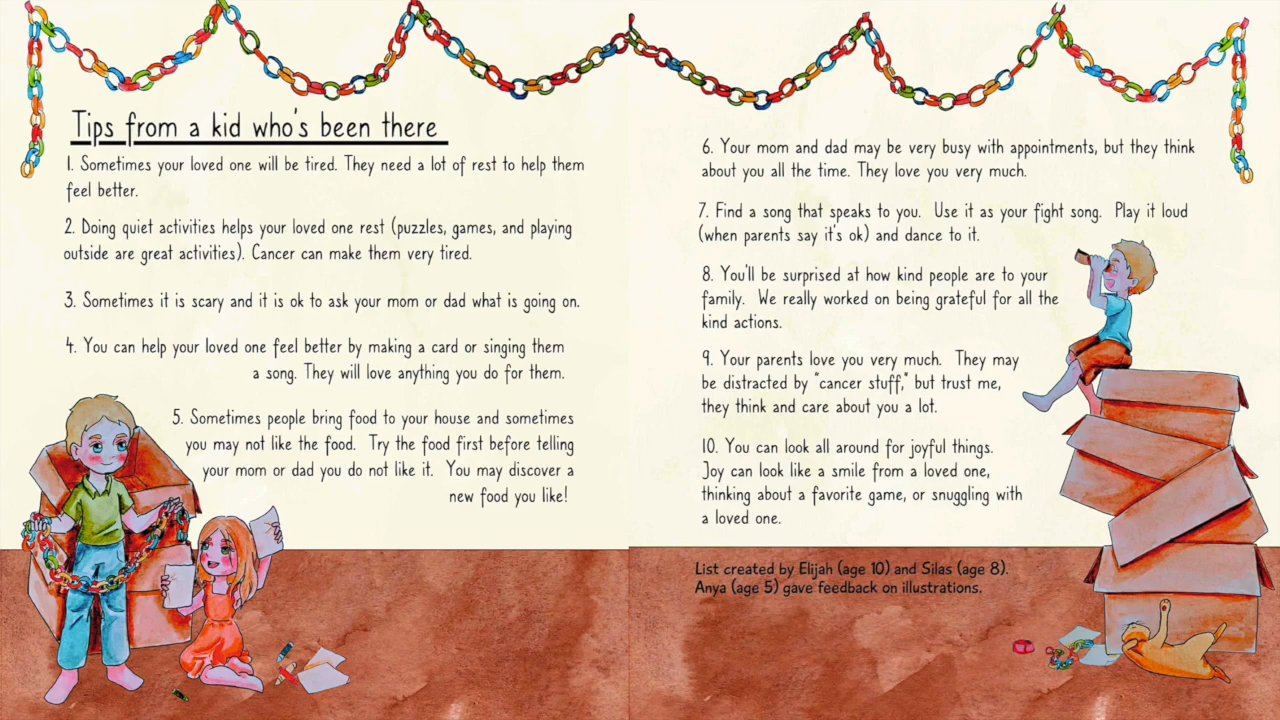 Tips from a kid who's been there
1. Sometimes your loved one will be tired. They need a lot of rest to help them
feel better.
2. Doing quiet activities helps your loved one rest (puzzles, games, and playing
outside are great activities). Cancer can make them very tired.
3. Sometimes it is scary and it is ok to ask your mom or dad what is going on.
4. You can help your loved one feel better by making a card or singing them
a song. They will love anything you do for them.
5. Sometimes people bring food to your house and sometimes
you may not like the food. Try the food first before telling
your mom or dad you do not like it. You may discover a
new food you like!
6. Your mom and dad may be very busy with appointments, but they think
about you all the time. They love you very much.
7. Find a song that speaks to you. Use it as your fight song. Play it loud
(when parents say it's ok) and dance to it.
8. You'll be surprised at how kind people are to your
family. We really worked on being grateful for all the
kind actions.
9. Your parents love you very much. They may
be distracted by "cancer stuff," but trust me,
they think and care about you a lot.
10. You can look all around for joyful things.
Joy can look like a smile from a loved one,
thinking about a favorite game, or snuggling with
a loved one.
List created by Elijah (age 10) and Silas (age 8).
Anya (age 5) gave feedback on illustrations.